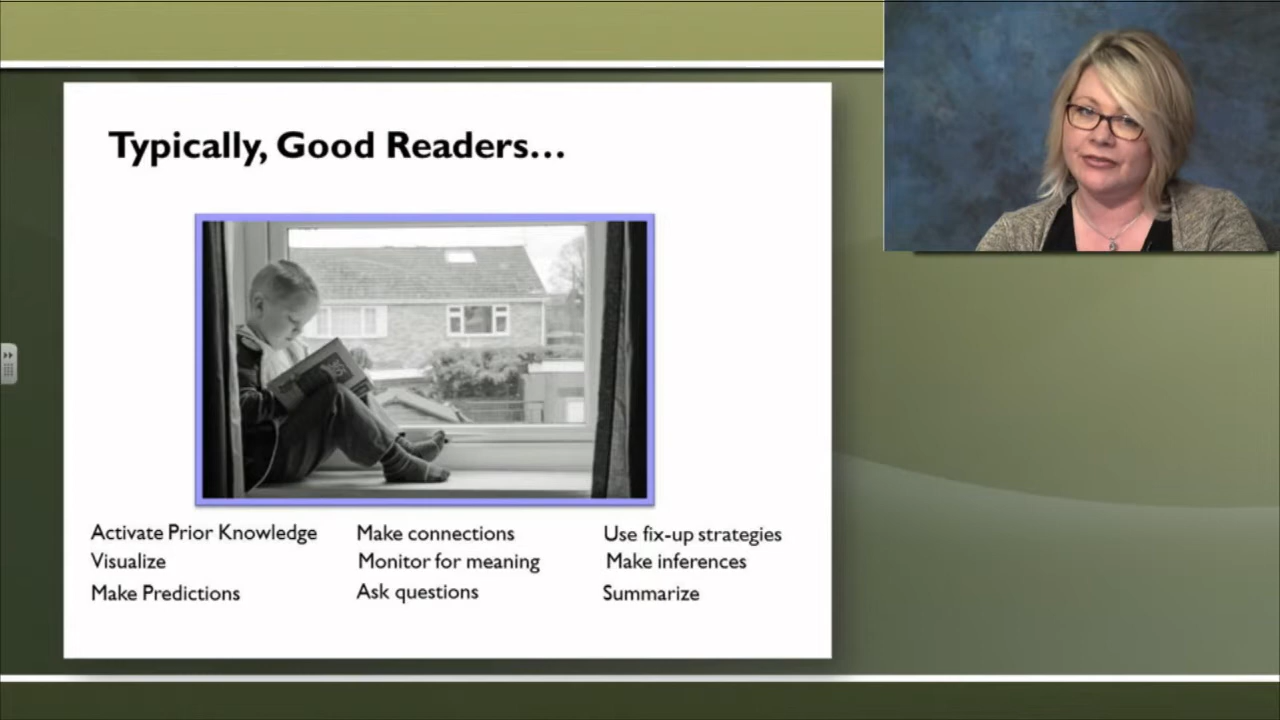 Typically, Good Readers…
Activate Prior Knowledge
Visualize
Make Predictions
Make connections
Monitor for meaning
Ask questions
Use fix-up strategies
Make inferences
Summarize